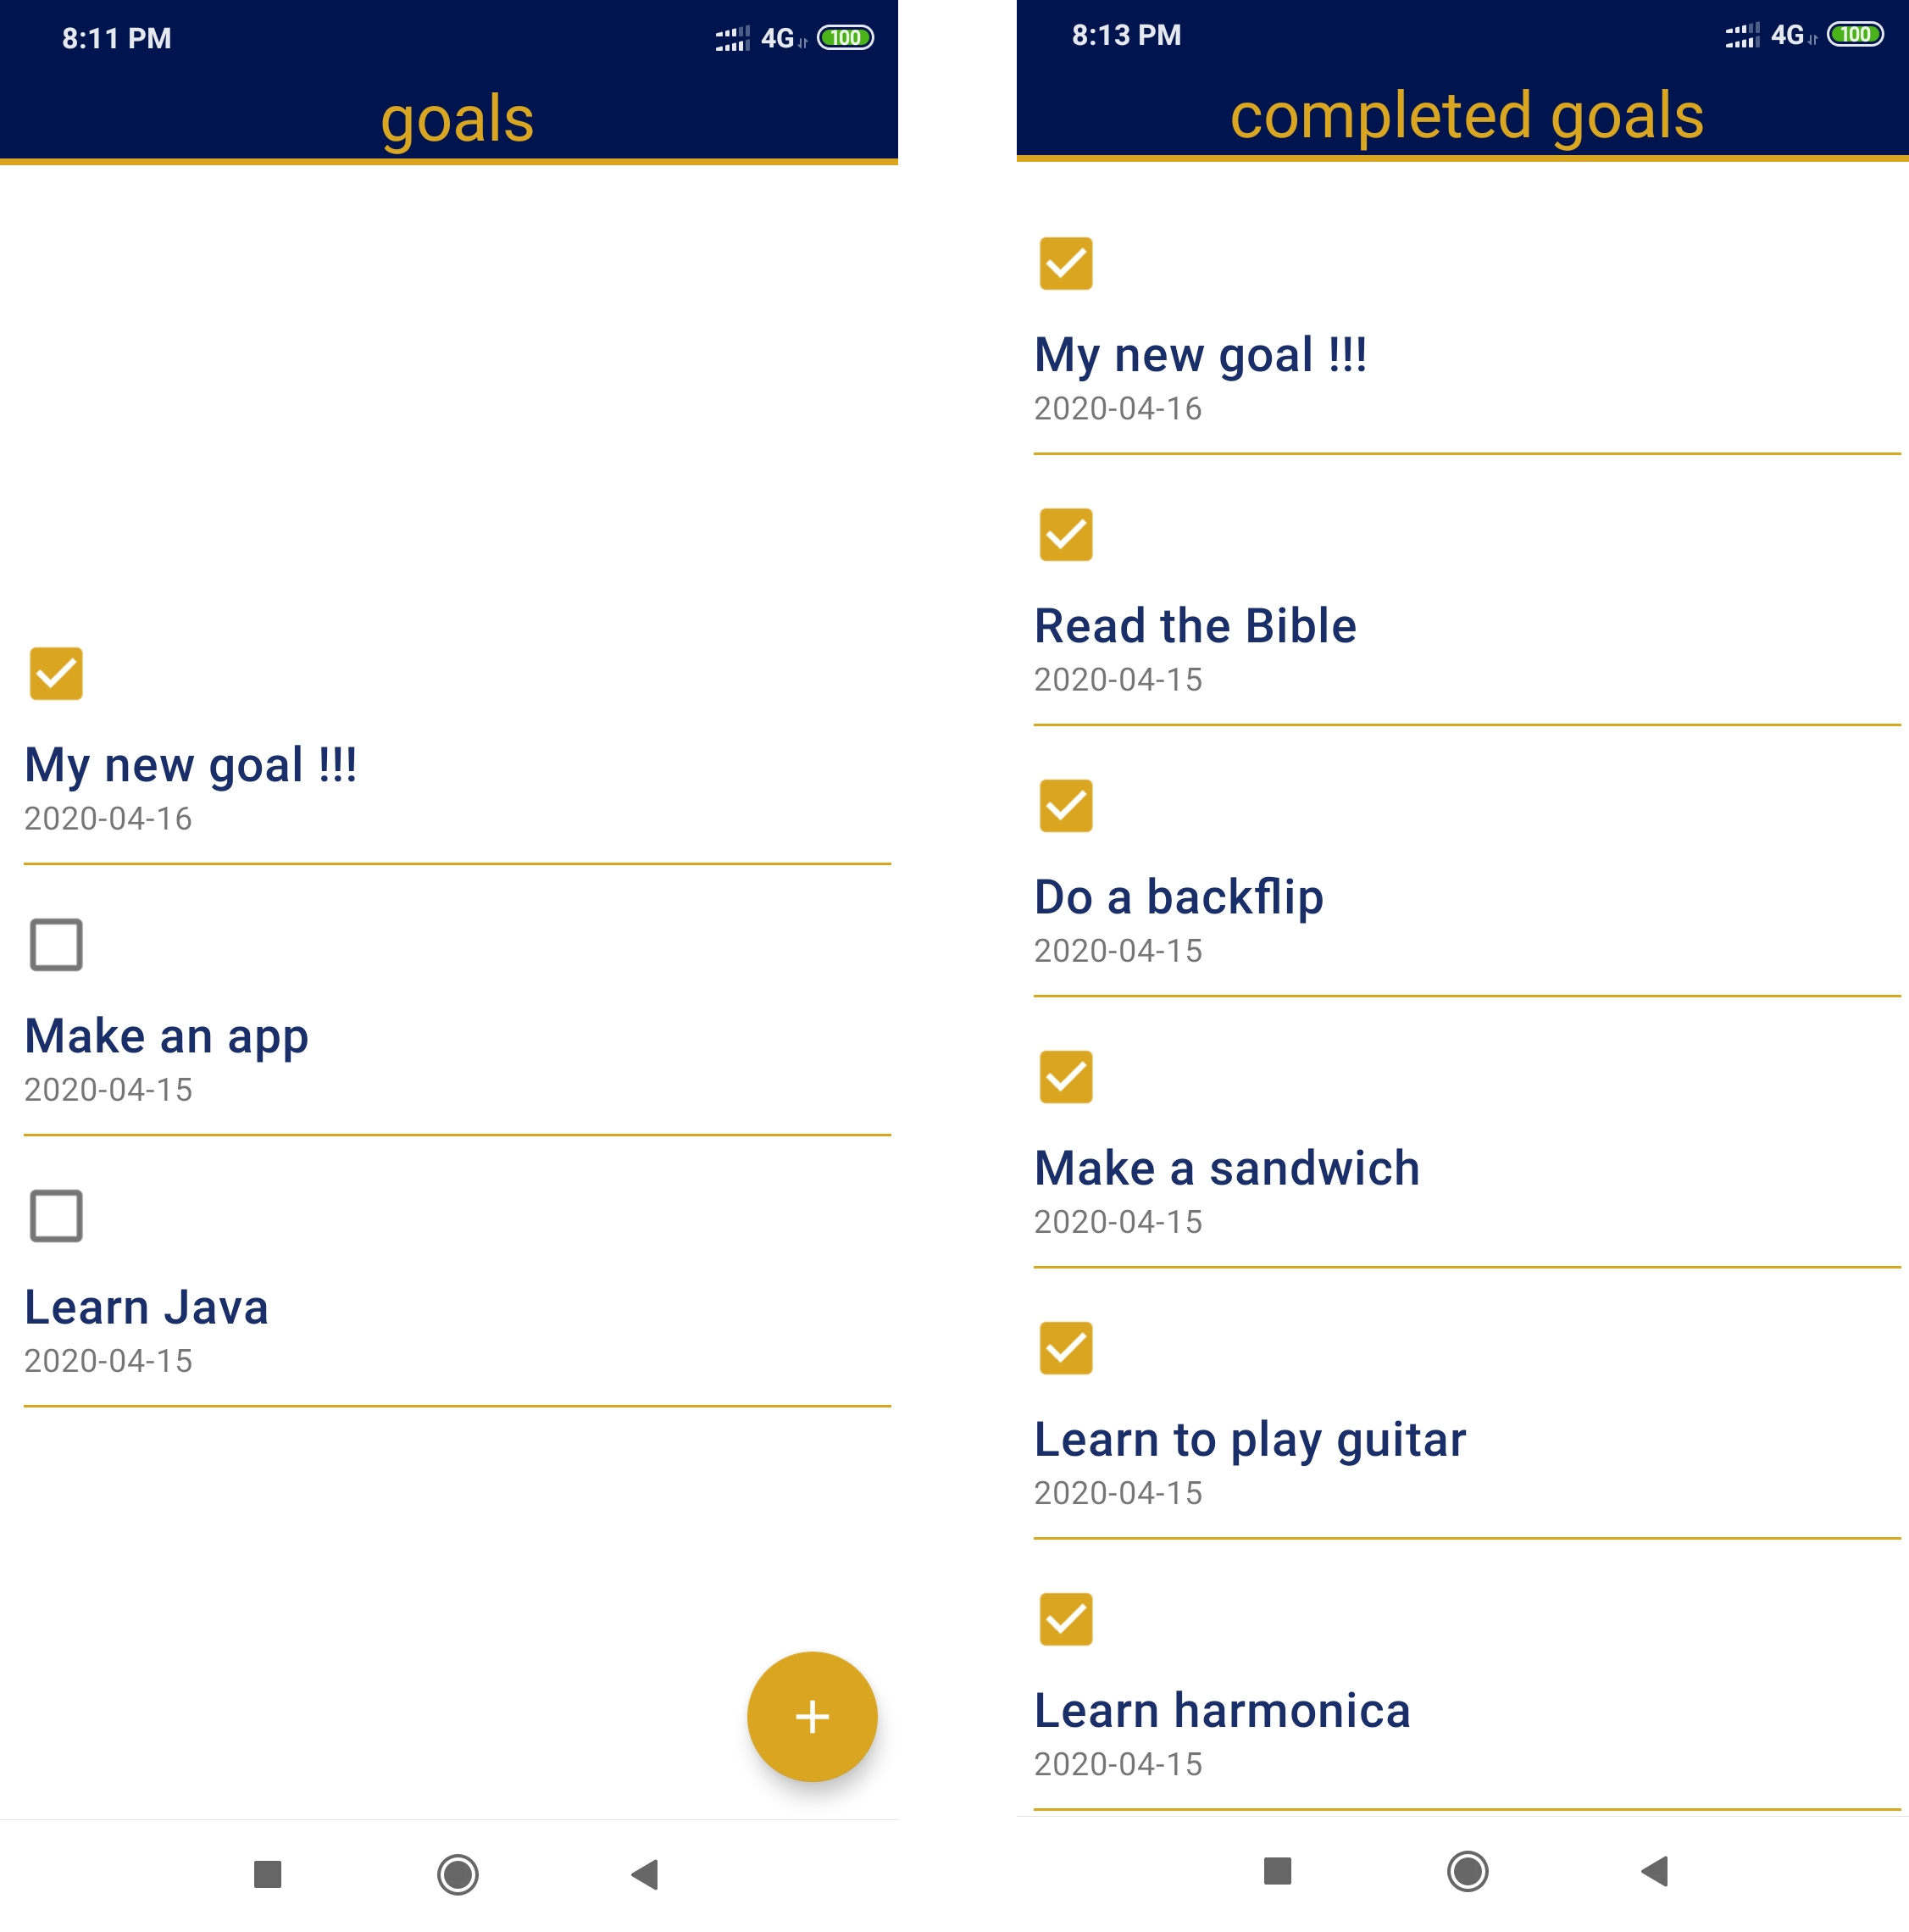 8:11 PM
4G
100
goals
My new goal !!!
2020-04-16
Make an app
2020-04-15
Learn Java
2020-04-15
+
8:13 PM
4G
100
completed goals
My new goal !!!
2020-04-16
Read the Bible
2020-04-15
Do a backflip
2020-04-15
Make a sandwich
2020-04-15
Learn to play guitar
2020-04-15
Learn harmonica
2020-04-15